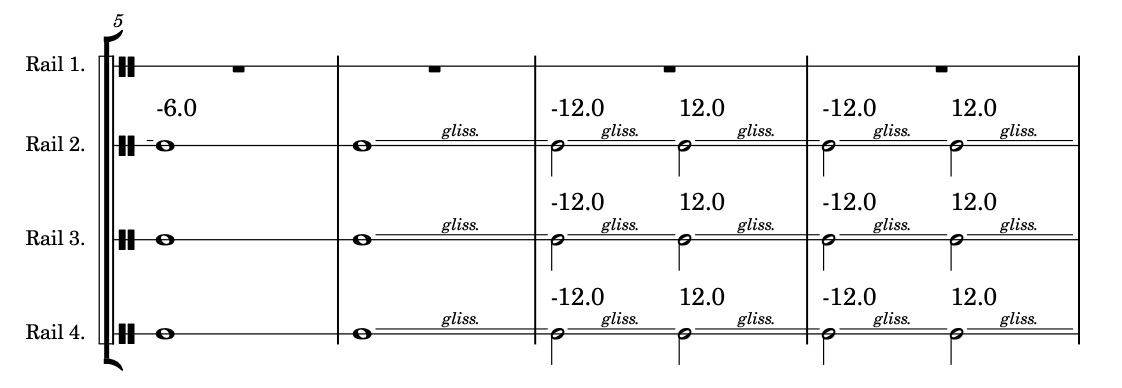 5
Rail 1.
-6.0 -12.0 12.0 -12.0 12.0
Rail 2. gliss. gliss. gliss. gliss. gliss.
-12.0 12.0 -12.0 12.0
Rail 3. gliss. gliss. gliss. gliss. gliss.
-12.0 12.0 -12.0 12.0
Rail 4. gliss. gliss. gliss. gliss. gliss.